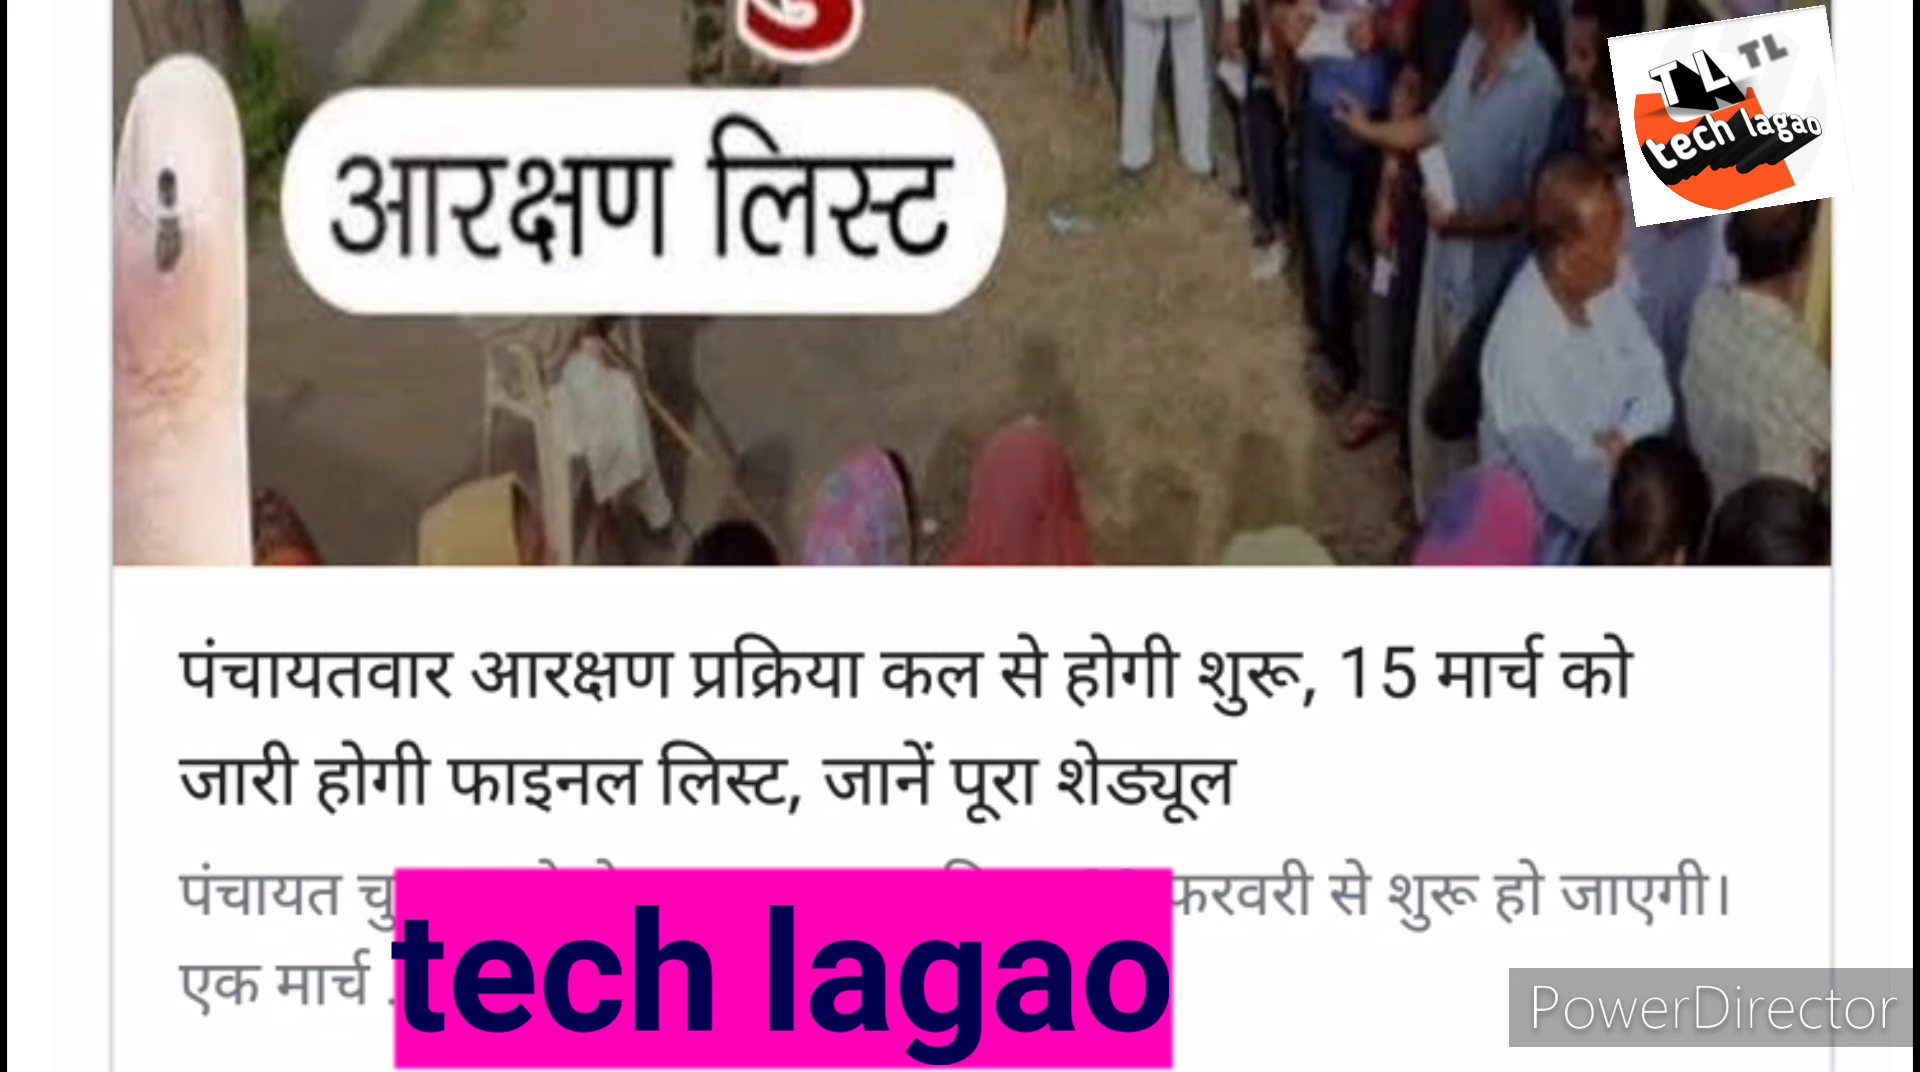 TL TL
tech lagao
आरक्षण लिस्ट
पंचायतवार आरक्षण प्रक्रिया कल से होगी शुरू, 15 मार्च को
जारी होगी फाइनल लिस्ट, जानें पूरा शेड्यूल
पंचायत फरवरी से शुरू हो जाएगी।
एक मार्च
tech lagao
PowerDirector